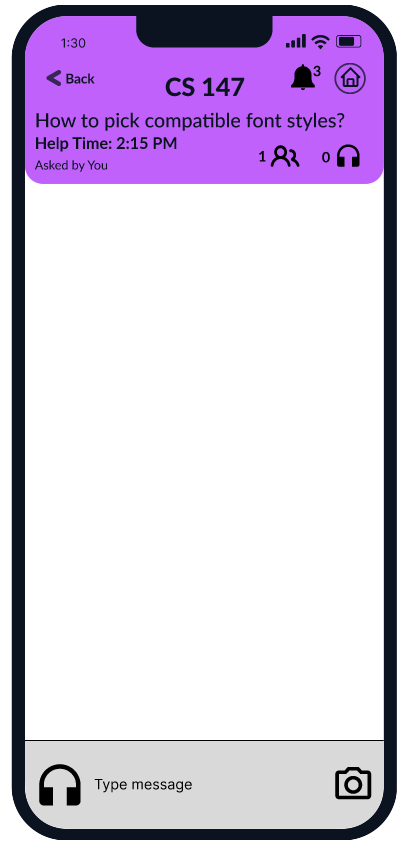 1:30
Back
CS 147
3
How to pick compatible font styles?
Help Time: 2:15 PM
Asked by You
1
0
Type message